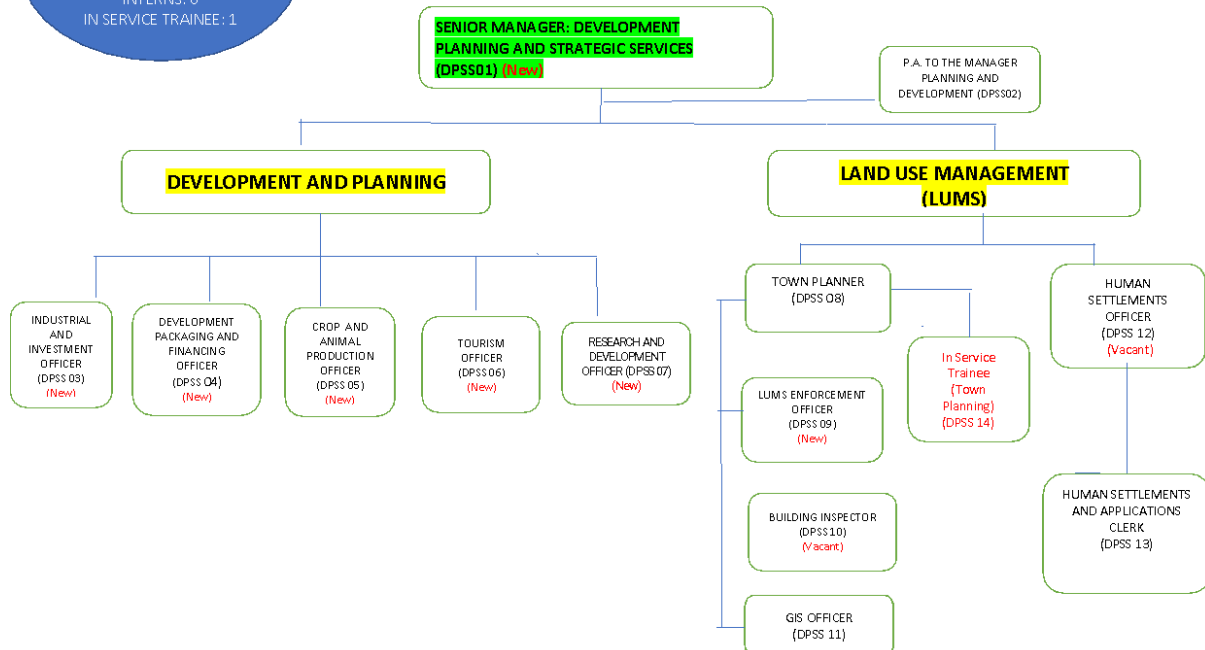 IN SERVICE TRAINEE: 1
SENIOR MANAGER: DEVELOPMENT
PLANNING AND STRATEGIC SERVICES
(DPSS01) (New)
P.A. TO THE MANAGER
PLANNING AND
DEVELOPMENT (DPSS02)
DEVELOPMENT AND PLANNING
LAND USE MANAGEMENT
(LUMS)
INDUSTRIAL
AND
INVESTMENT
OFFICER
(DPSS 03)
(New)
DEVELOPMENT
PACKAGING AND
FINANCING
OFFICER
(DPSS 04)
(New)
CROP AND
ANIMAL
PRODUCTION
OFFICER
(DPSS 05)
(New)
TOURISM
OFFICER
(DPSS 06)
(New)
RESEARCH AND
DEVELOPMENT
OFFICER (DPSS 07)
(New)
TOWN PLANNER
(DPSS 08)
LUMS ENFORCEMENT
OFFICER
(DPSS 09)
(New)
BUILDING INSPECTOR
(DPSS 10)
(Vacant)
GIS OFFICER
(DPSS 11)
In Service
Trainee
(Town
Planning)
(DPSS 14)
HUMAN
SETTLEMENTS
OFFICER
(DPSS 12)
(Vacant)
HUMAN SETTLEMENTS
AND APPLICATIONS
CLERK
(DPSS 13)